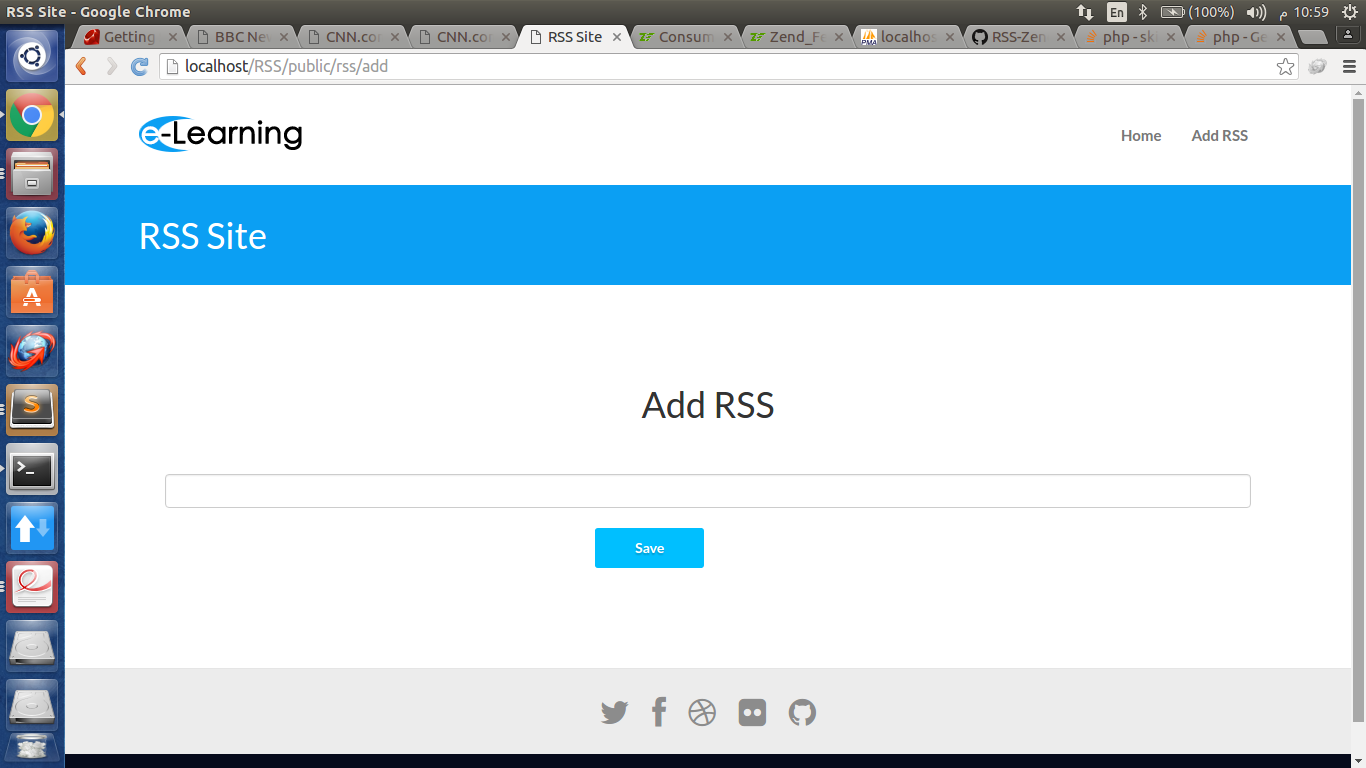 RSS Site - Google Chrome
En
(100%)
م 10:59
Getting
BBC Ne
CNN.co
CNN.co
RSS Site
Consum
Zend_Fe
localhos
RSS-Zen
php - sk
php - Ge
localhost/RSS/public/rss/add
e-Learning
Home
Add RSS
RSS Site
Add RSS
Save